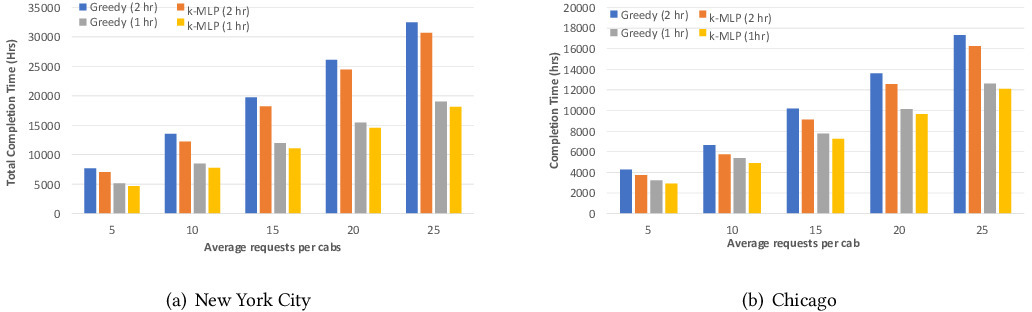 35000
30000
25000
20000
15000
10000
5000
0
Total Completion Time (Hrs)
Greedy (2 hr) k-MLP (2 hr)
Greedy (1 hr) k-MLP (1 hr)
5 10 15 20 25
Average requests per cabs
(a) New York City
20000
18000
16000
14000
12000
10000
8000
6000
4000
2000
0
Completion Time (hrs)
Greedy (2 hr) k-MLP (2 hr)
Greedy (1 hr) k-MLP (1hr)
5 10 15 20 25
Average requests per cab
(b) Chicago